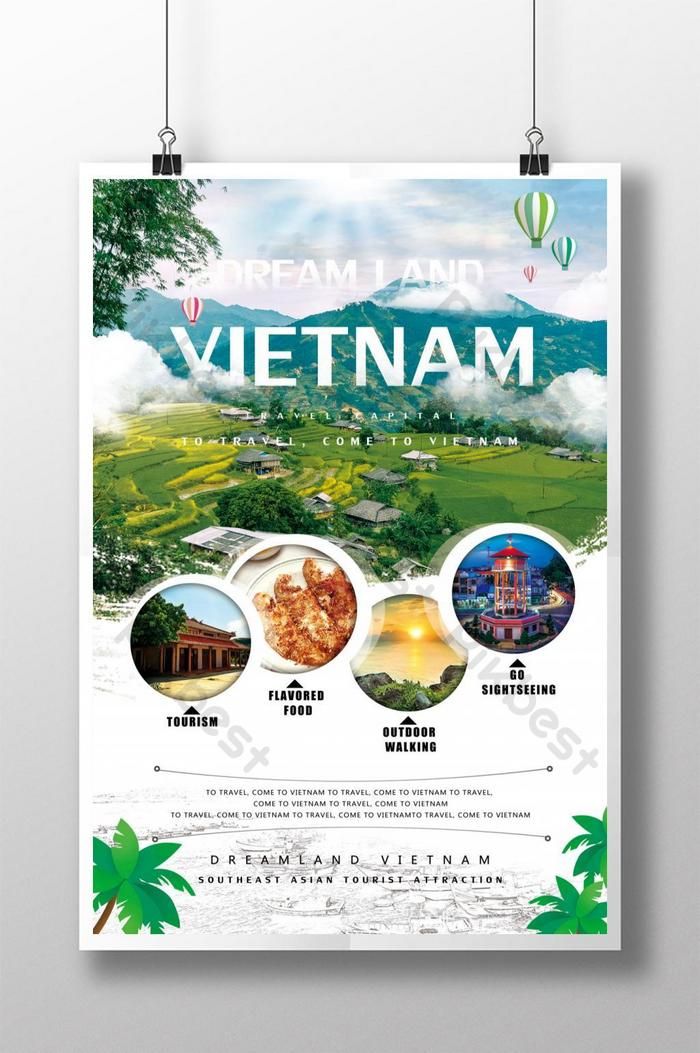 DREAM LAND
VIETNAM
TRAVEL CAPITAL
TO TRAVEL, COME TO VIETNAM
FLAVORED
FOOD
GO
SIGHTSEEING
TOURISM
OUTDOOR
WALKING
TO TRAVEL, COME TO VIETNAM TO TRAVEL, COME TO VIETNAM TO TRAVEL,
COME TO VIETNAM TO TRAVEL, COME TO VIETNAM
TO TRAVEL, COME TO VIETNAM TO TRAVEL, COME TO VIETNAMTO TRAVEL, COME TO VIETNAM
DREAMLAND VIETNAM
SOUTHEAST ASIAN TOURIST ATTRACTION
pikbest